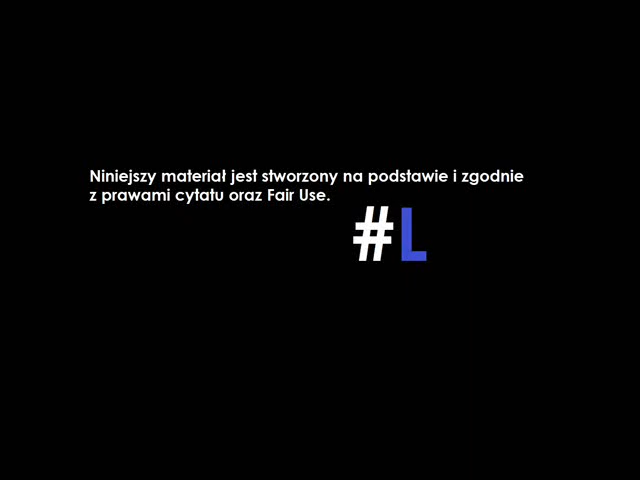 Niniejszy materiał jest stworzony na podstawie i zgodnie
z prawami cytatu oraz Fair Use.
#L